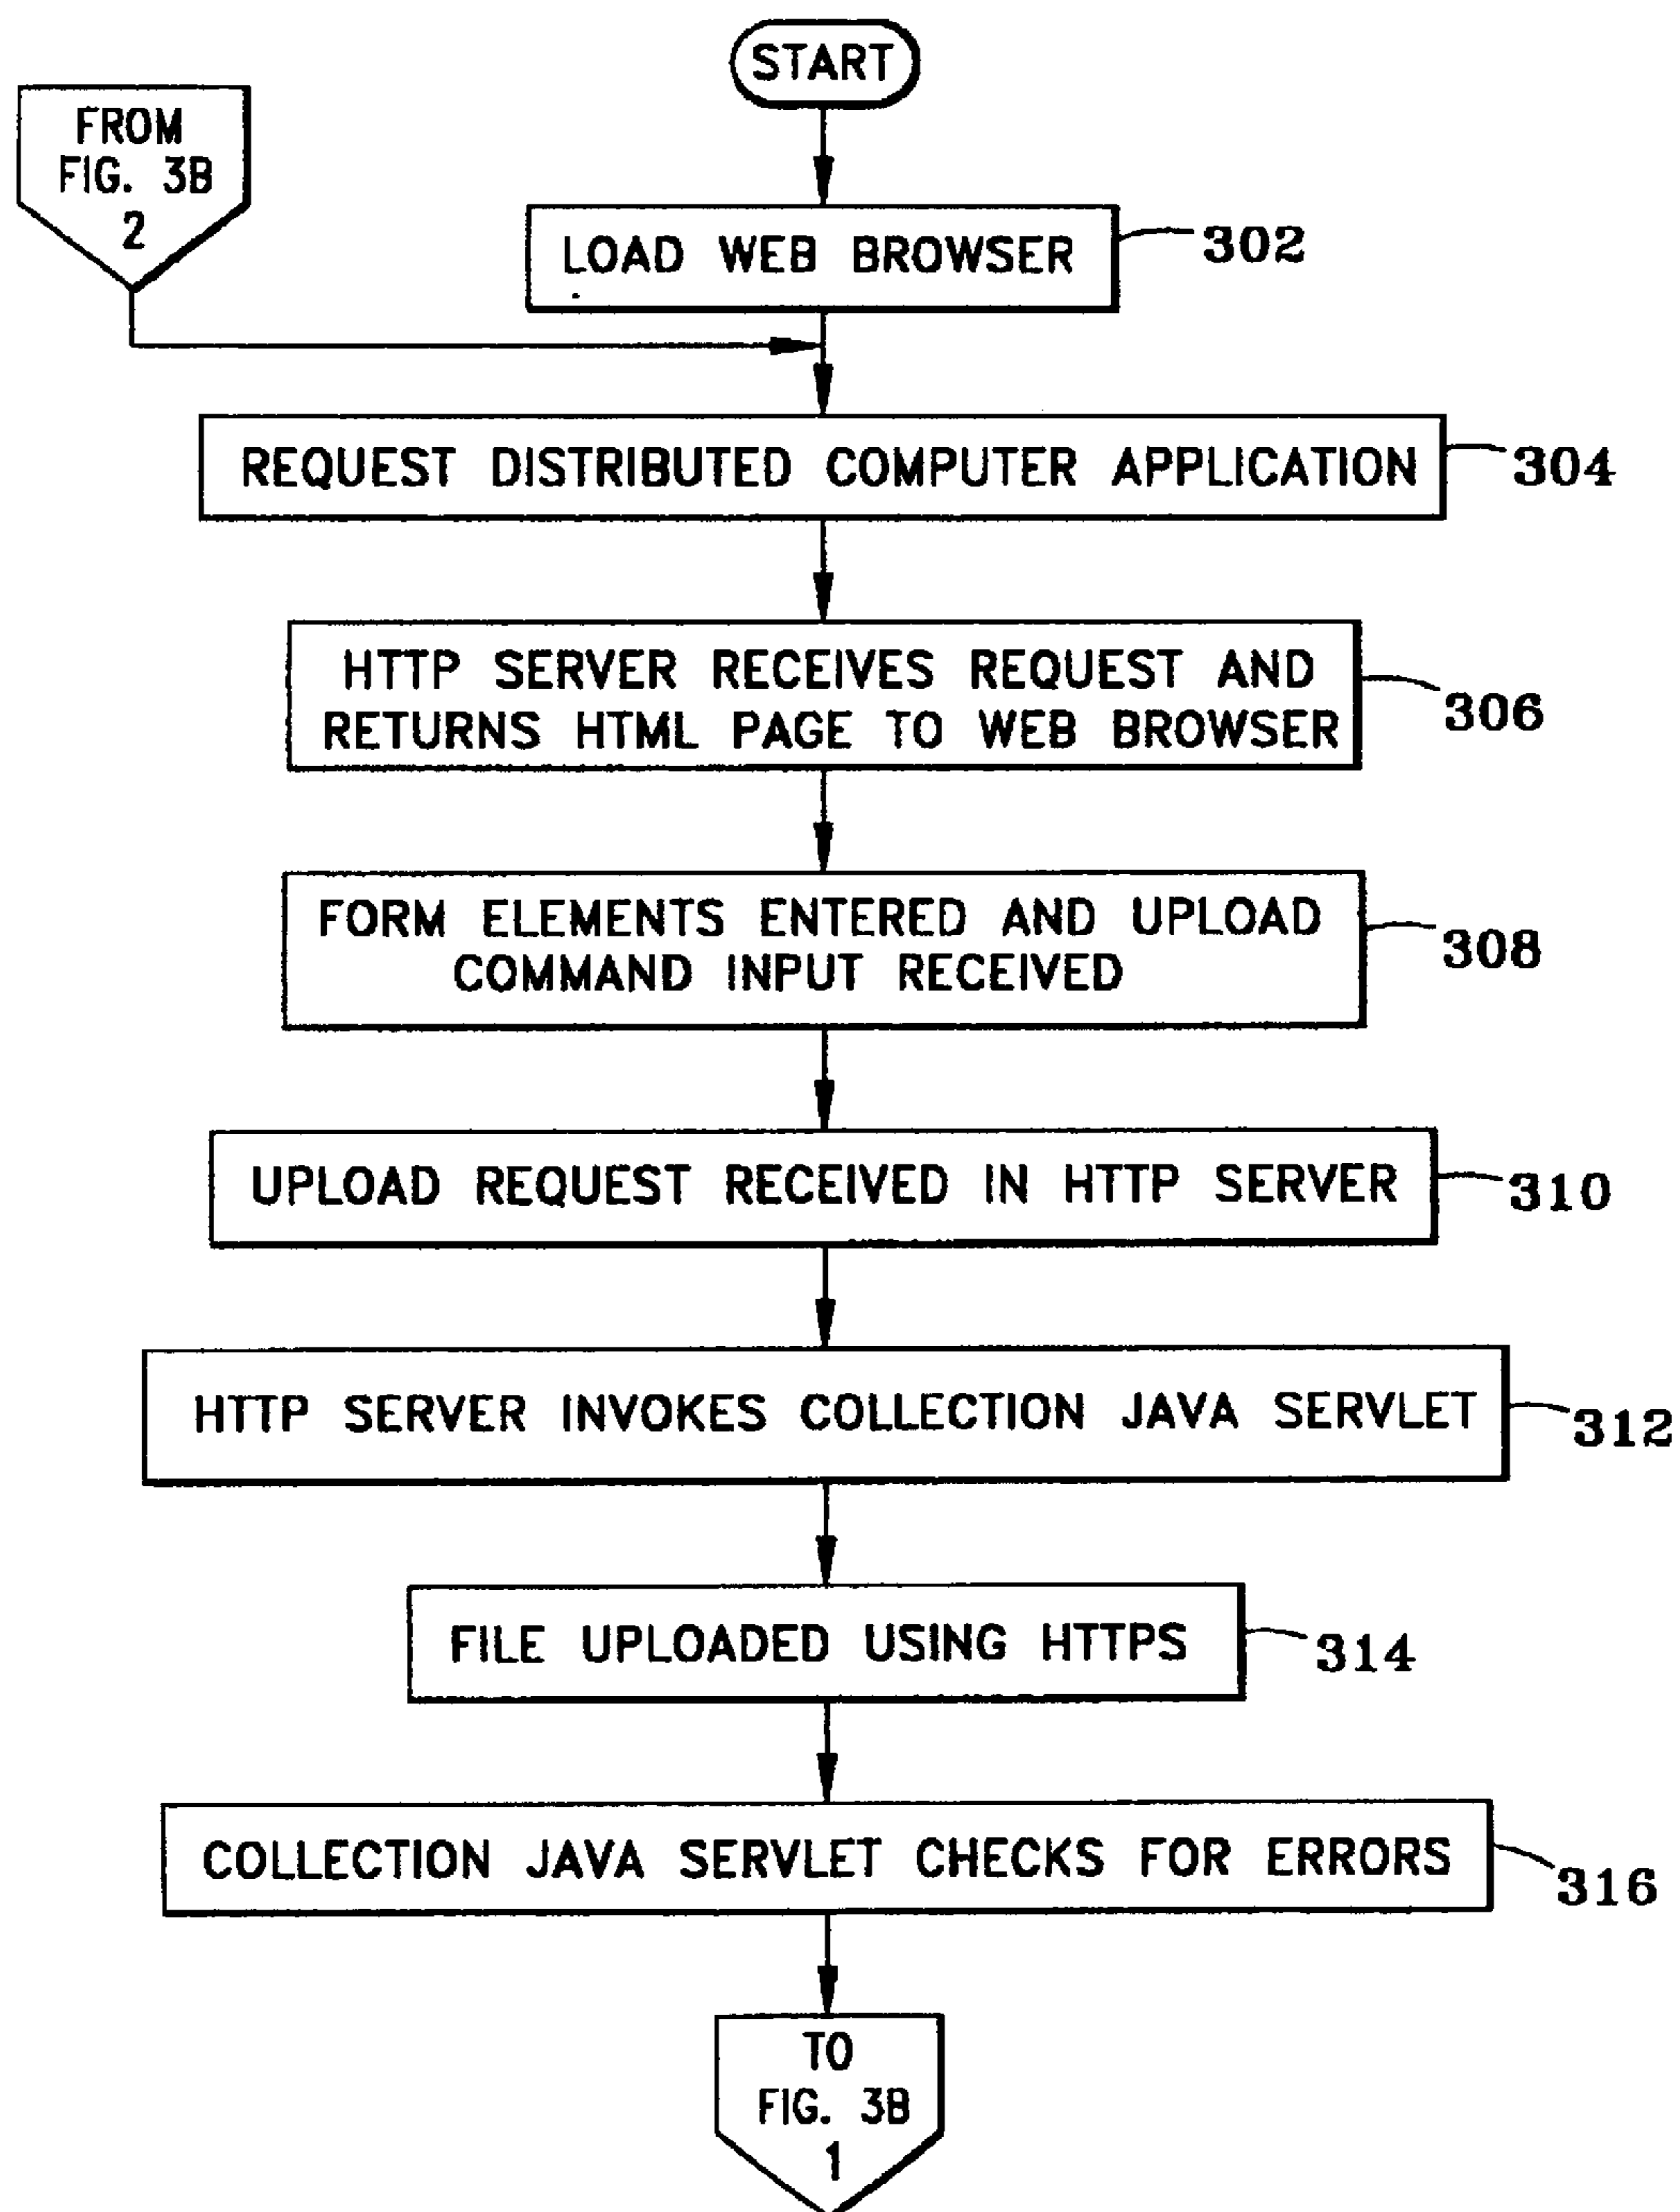 START
FROM
FIG. 3B
2
LOAD WEB BROWSER
302
REQUEST DISTRIBUTED COMPUTER APPLICATION
304
HTTP SERVER RECEIVES REQUEST AND
RETURNS HTML PAGE TO WEB BROWSER
306
FORM ELEMENTS ENTERED AND UPLOAD
COMMAND INPUT RECEIVED
308
UPLOAD REQUEST RECEIVED IN HTTP SERVER
310
HTTP SERVER INVOKES COLLECTION JAVA SERVLET
312
FILE UPLOADED USING HTTPS
314
COLLECTION JAVA SERVLET CHECKS FOR ERRORS
316
TO
FIG. 3B
1